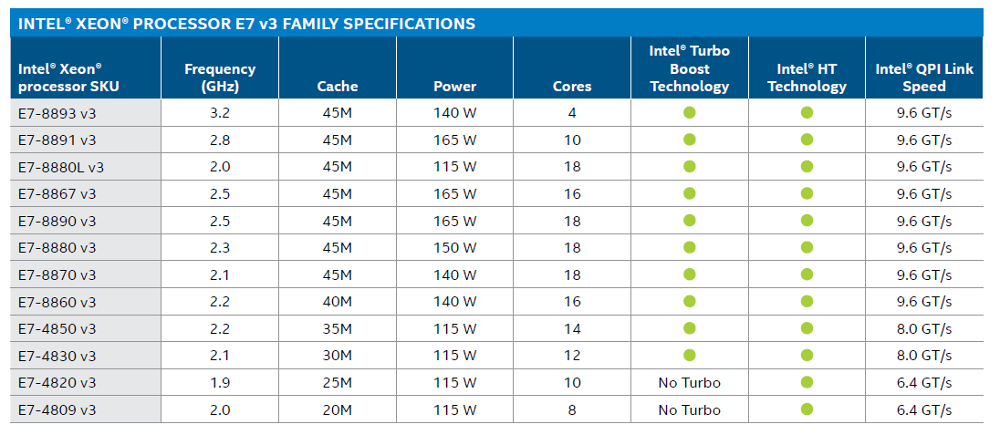 INTEL® XEON® PROCESSOR E7 v3 FAMILY SPECIFICATIONS
Intel® Xeon® processor SKU Frequency (GHz) Cache Power Cores Intel® Turbo Boost Technology Intel® HT Technology Intel® QPI Link Speed
E7-8893 v3 3.2 45M 140 W 4 9.6 GT/s
E7-8891 v3 2.8 45M 165 W 10 9.6 GT/s
E7-8880L v3 2.0 45M 115 W 18 9.6 GT/s
E7-8867 v3 2.5 45M 165 W 16 9.6 GT/s
E7-8890 v3 2.5 45M 165 W 18 9.6 GT/s
E7-8880 v3 2.3 45M 150 W 18 9.6 GT/s
E7-8870 v3 2.1 45M 140 W 18 9.6 GT/s
E7-8860 v3 2.2 40M 140 W 16 9.6 GT/s
E7-4850 v3 2.2 35M 115 W 14 8.0 GT/s
E7-4830 v3 2.1 30M 115 W 12 8.0 GT/s
E7-4820 v3 1.9 25M 115 W 10 No Turbo 6.4 GT/s
E7-4809 v3 2.0 20M 115 W 8 No Turbo 6.4 GT/s